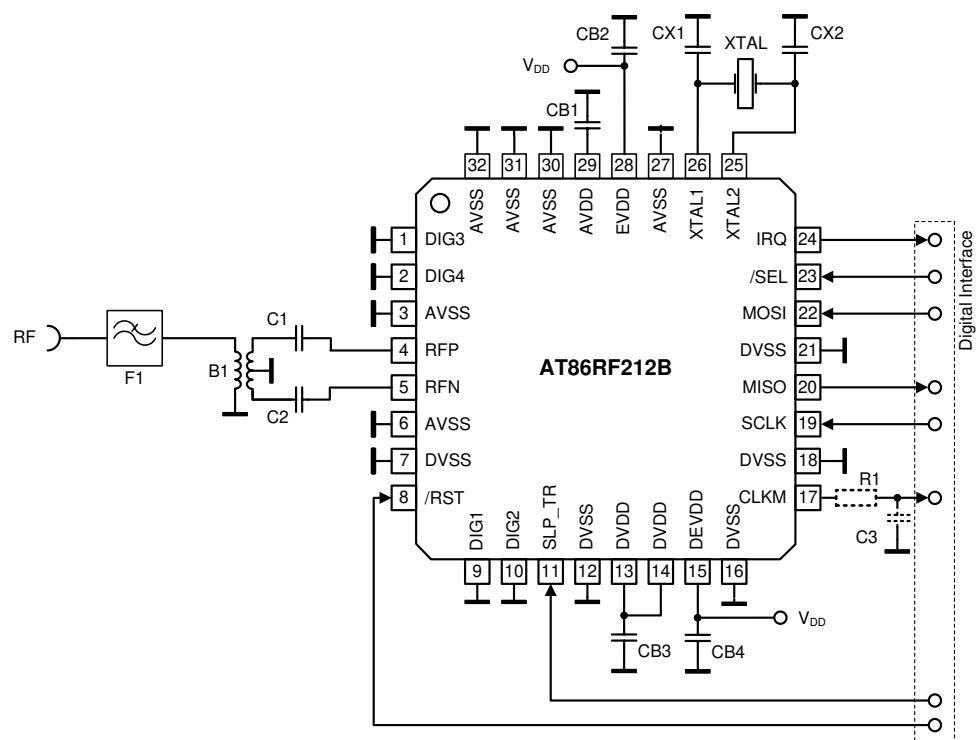 CB2
CX1
XTAL
CX2
VDD
CB1
32
31
30
29
28
27
26
25
AVSS
AVSS
AVSS
AVDD
EVDD
AVSS
XTAL1
XTAL2
1 DIG3
IRQ 24
2 DIG4
/SEL 23
3 AVSS
MOSI 22
RF
F1
B1
C1
4 RFP
DVSS 21
AT86RF212B
C2
5 RFN
MISO 20
6 AVSS
SCLK 19
7 DVSS
DVSS 18
8 /RST
CLKM 17
R1
C3
DIG1
DIG2
SLP_TR
DVSS
DVDD
DVDD
DEVDD
DVSS
9
10
11
12
13
14
15
16
CB3
CB4
VDD
Digital Interface